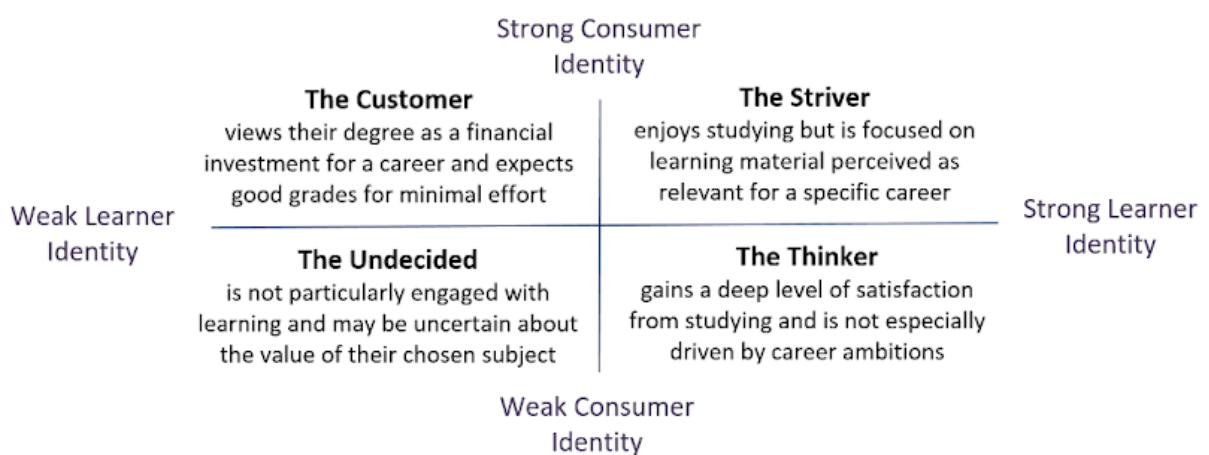 Strong Consumer
Identity
The Customer
views their degree as a financial
investment for a career and expects
good grades for minimal effort
The Striver
enjoys studying but is focused on
learning material perceived as
relevant for a specific career
Weak Learner
Identity
Strong Learner
Identity
The Undecided
is not particularly engaged with
learning and may be uncertain about
the value of their chosen subject
The Thinker
gains a deep level of satisfaction
from studying and is not especially
driven by career ambitions
Weak Consumer
Identity